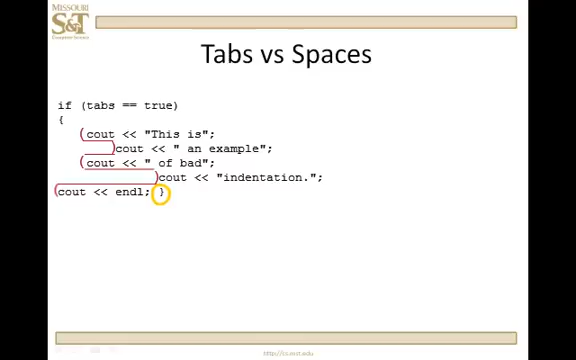 MISSOURI
S&T
Computer Science
Tabs vs Spaces
if (tabs == true)
{
cout << "This is";
cout << " an example";
cout << " of bad";
cout << "indentation.";
cout << endl; }
http://cs.mst.edu